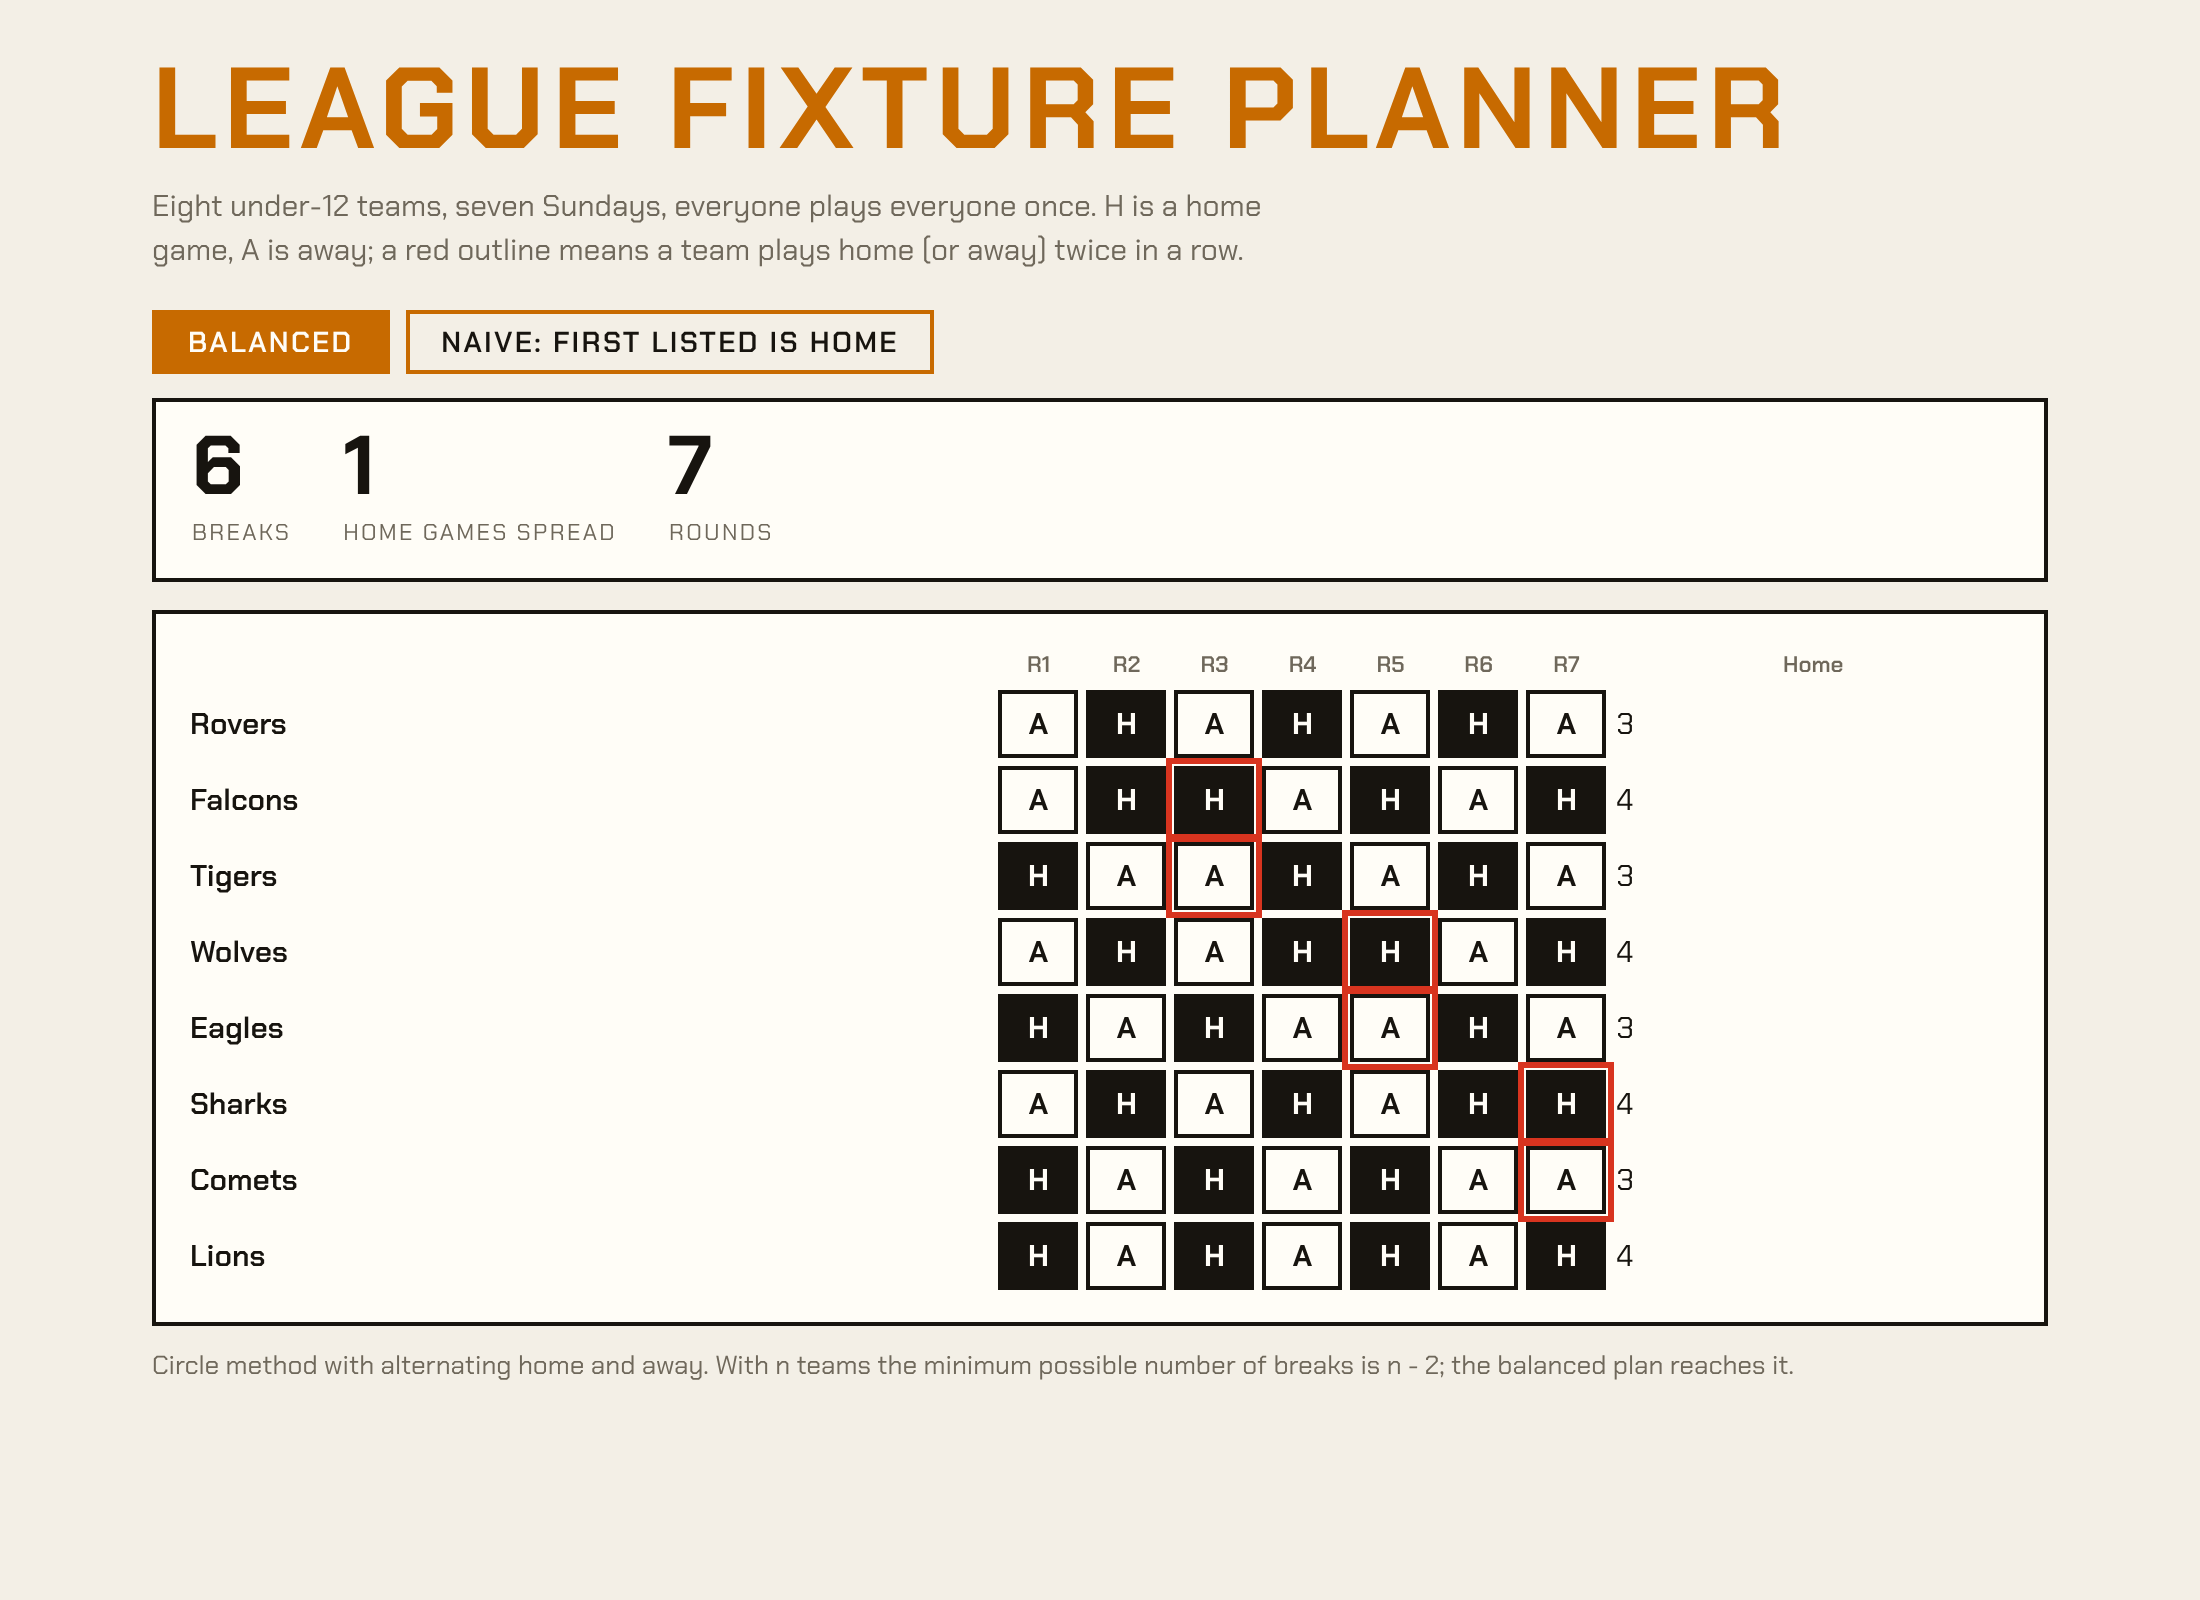 LEAGUE FIXTURE PLANNER
Eight under-12 teams, seven Sundays, everyone plays everyone once. H is a home
game, A is away; a red outline means a team plays home (or away) twice in a row.
BALANCED NAIVE: FIRST LISTED IS HOME
6 1 7
BREAKS HOME GAMES SPREAD ROUNDS
R1 R2 R3 R4 R5 R6 R7 Home
Rovers A H A H A H A 3
Falcons A H H A H A H 4
Tigers H A A H A H A 3
Wolves A H A H H A H 4
Eagles H A H A A H A 3
Sharks A H A H A H H 4
Comets H A H A H A A 3
Lions H A H A H A H 4
Circle method with alternating home and away. With n teams the minimum possible number of breaks is n - 2; the balanced plan reaches it.